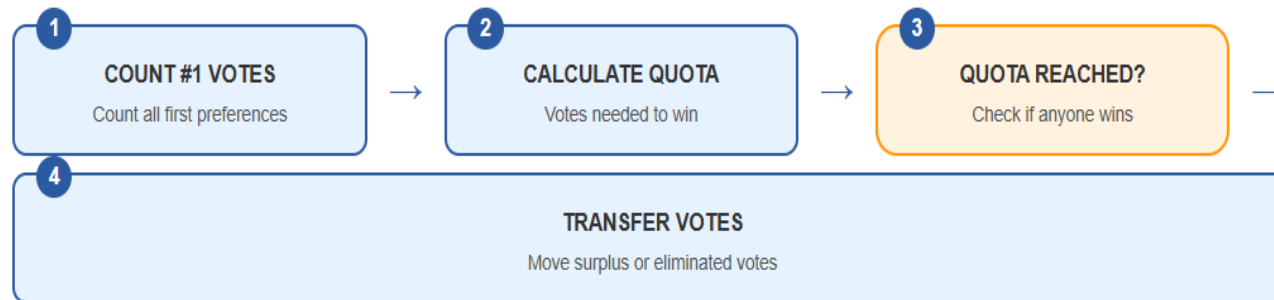 1
COUNT #1 VOTES
Count all first preferences
→
2
CALCULATE QUOTA
Votes needed to win
→
3
QUOTA REACHED?
Check if anyone wins
4
TRANSFER VOTES
Move surplus or eliminated votes